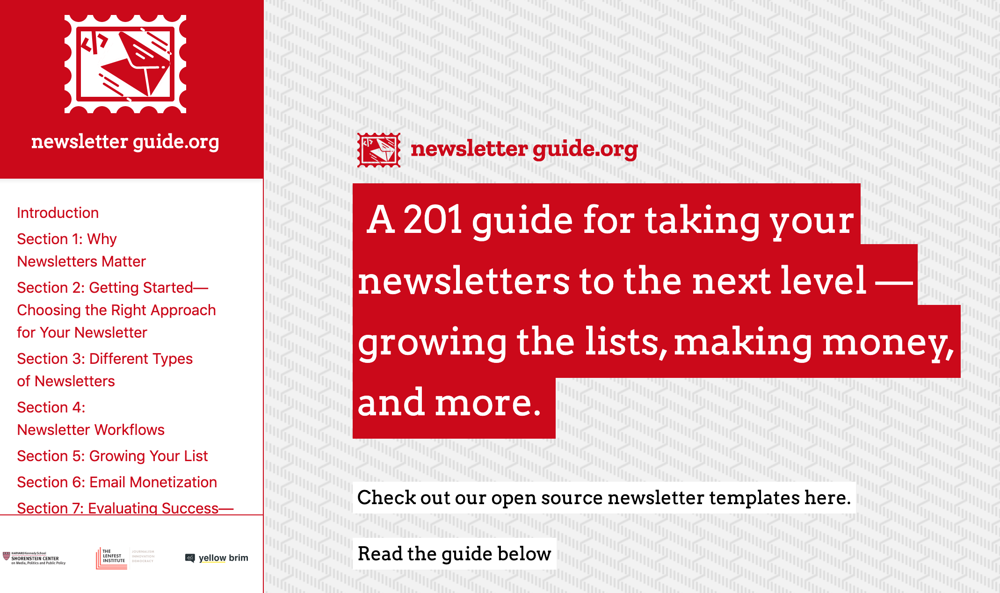 </>
newsletter guide.org
Introduction
Section 1: Why
Newsletters Matter
Section 2: Getting Started—
Choosing the Right Approach
for Your Newsletter
Section 3: Different Types
of Newsletters
Section 4:
Newsletter Workflows
Section 5: Growing Your List
Section 6: Email Monetization
Section 7: Evaluating Success—
HARVARD Kennedy School
SHORENSTEIN CENTER
on Media, Politics and Public Policy
THE
LENFEST
INSTITUTE
JOURNALISM
INNOVATION
DEMOCRACY
yellow brim
</>
newsletter guide.org
A 201 guide for taking your
newsletters to the next level —
growing the lists, making money,
and more.
Check out our open source newsletter templates here.
Read the guide below